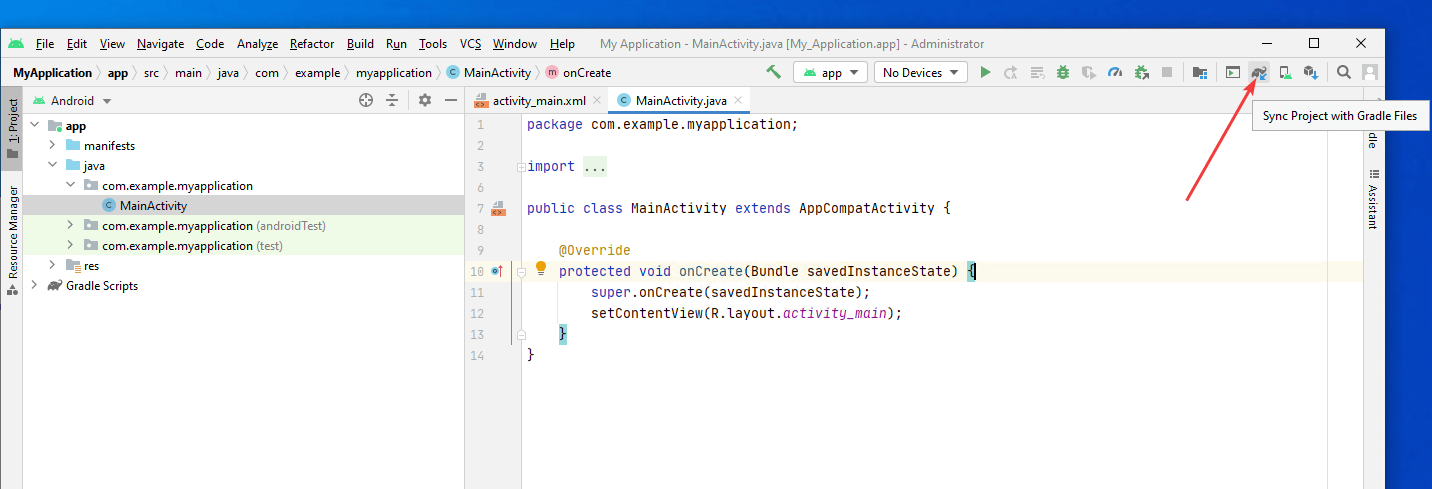 File Edit View Navigate Code Analyze Refactor Build Run Tools VCS Window Help My Application - MainActivity.java [My_Application.app] - Administrator
MyApplication app src main java com example myapplication MainActivity onCreate app No Devices
Sync Project with Gradle Files
1: Project
Resource Manager
Android
app
manifests
java
com.example.myapplication
MainActivity
com.example.myapplication (androidTest)
com.example.myapplication (test)
res
Gradle Scripts
activity_main.xml MainActivity.java
1 package com.example.myapplication;
2
3 import ...
6
7 public class MainActivity extends AppCompatActivity {
8
9 @Override
10 protected void onCreate(Bundle savedInstanceState) {
11 super.onCreate(savedInstanceState);
12 setContentView(R.layout.activity_main);
13 }
14 }
dle
Assistant